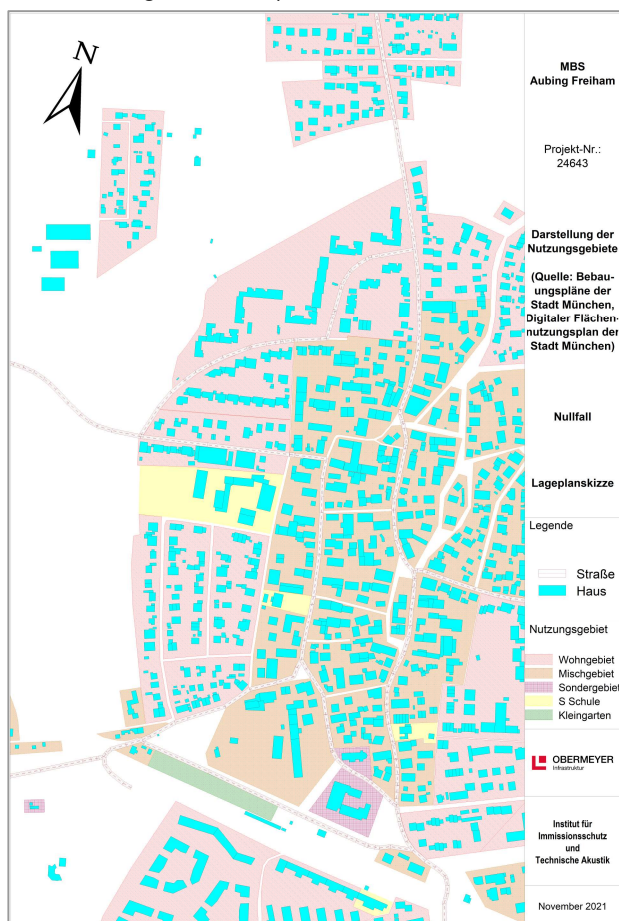 N
MBS
Aubing Freiham
Projekt-Nr.:
24643
Darstellung der
Nutzungsgebiete
(Quelle: Bebau-
ungspläne der
Stadt München,
Digitaler Flächen-
nutzungsplan der
Stadt München)
Nullfall
Lageplanskizze
Legende
Straße
Haus
Nutzungsgebiet
Wohngebiet
Mischgebiet
Sondergebiet
S Schule
Kleingarten
OBERMEYER
Infrastruktur
Institut für
Immissionsschutz
und
Technische Akustik
November 2021